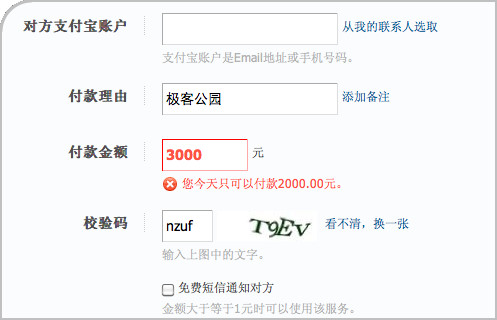 对方支付宝账户 从我的联系人选取
支付宝账户是Email地址或手机号码。
付款理由 极客公园 添加备注
付款金额 3000 元
您今天只可以付款2000.00元。
校验码 nzuf T9EV 看不清，换一张
输入上图中的文字。
免费短信通知对方
金额大于等于1元时可以使用该服务。